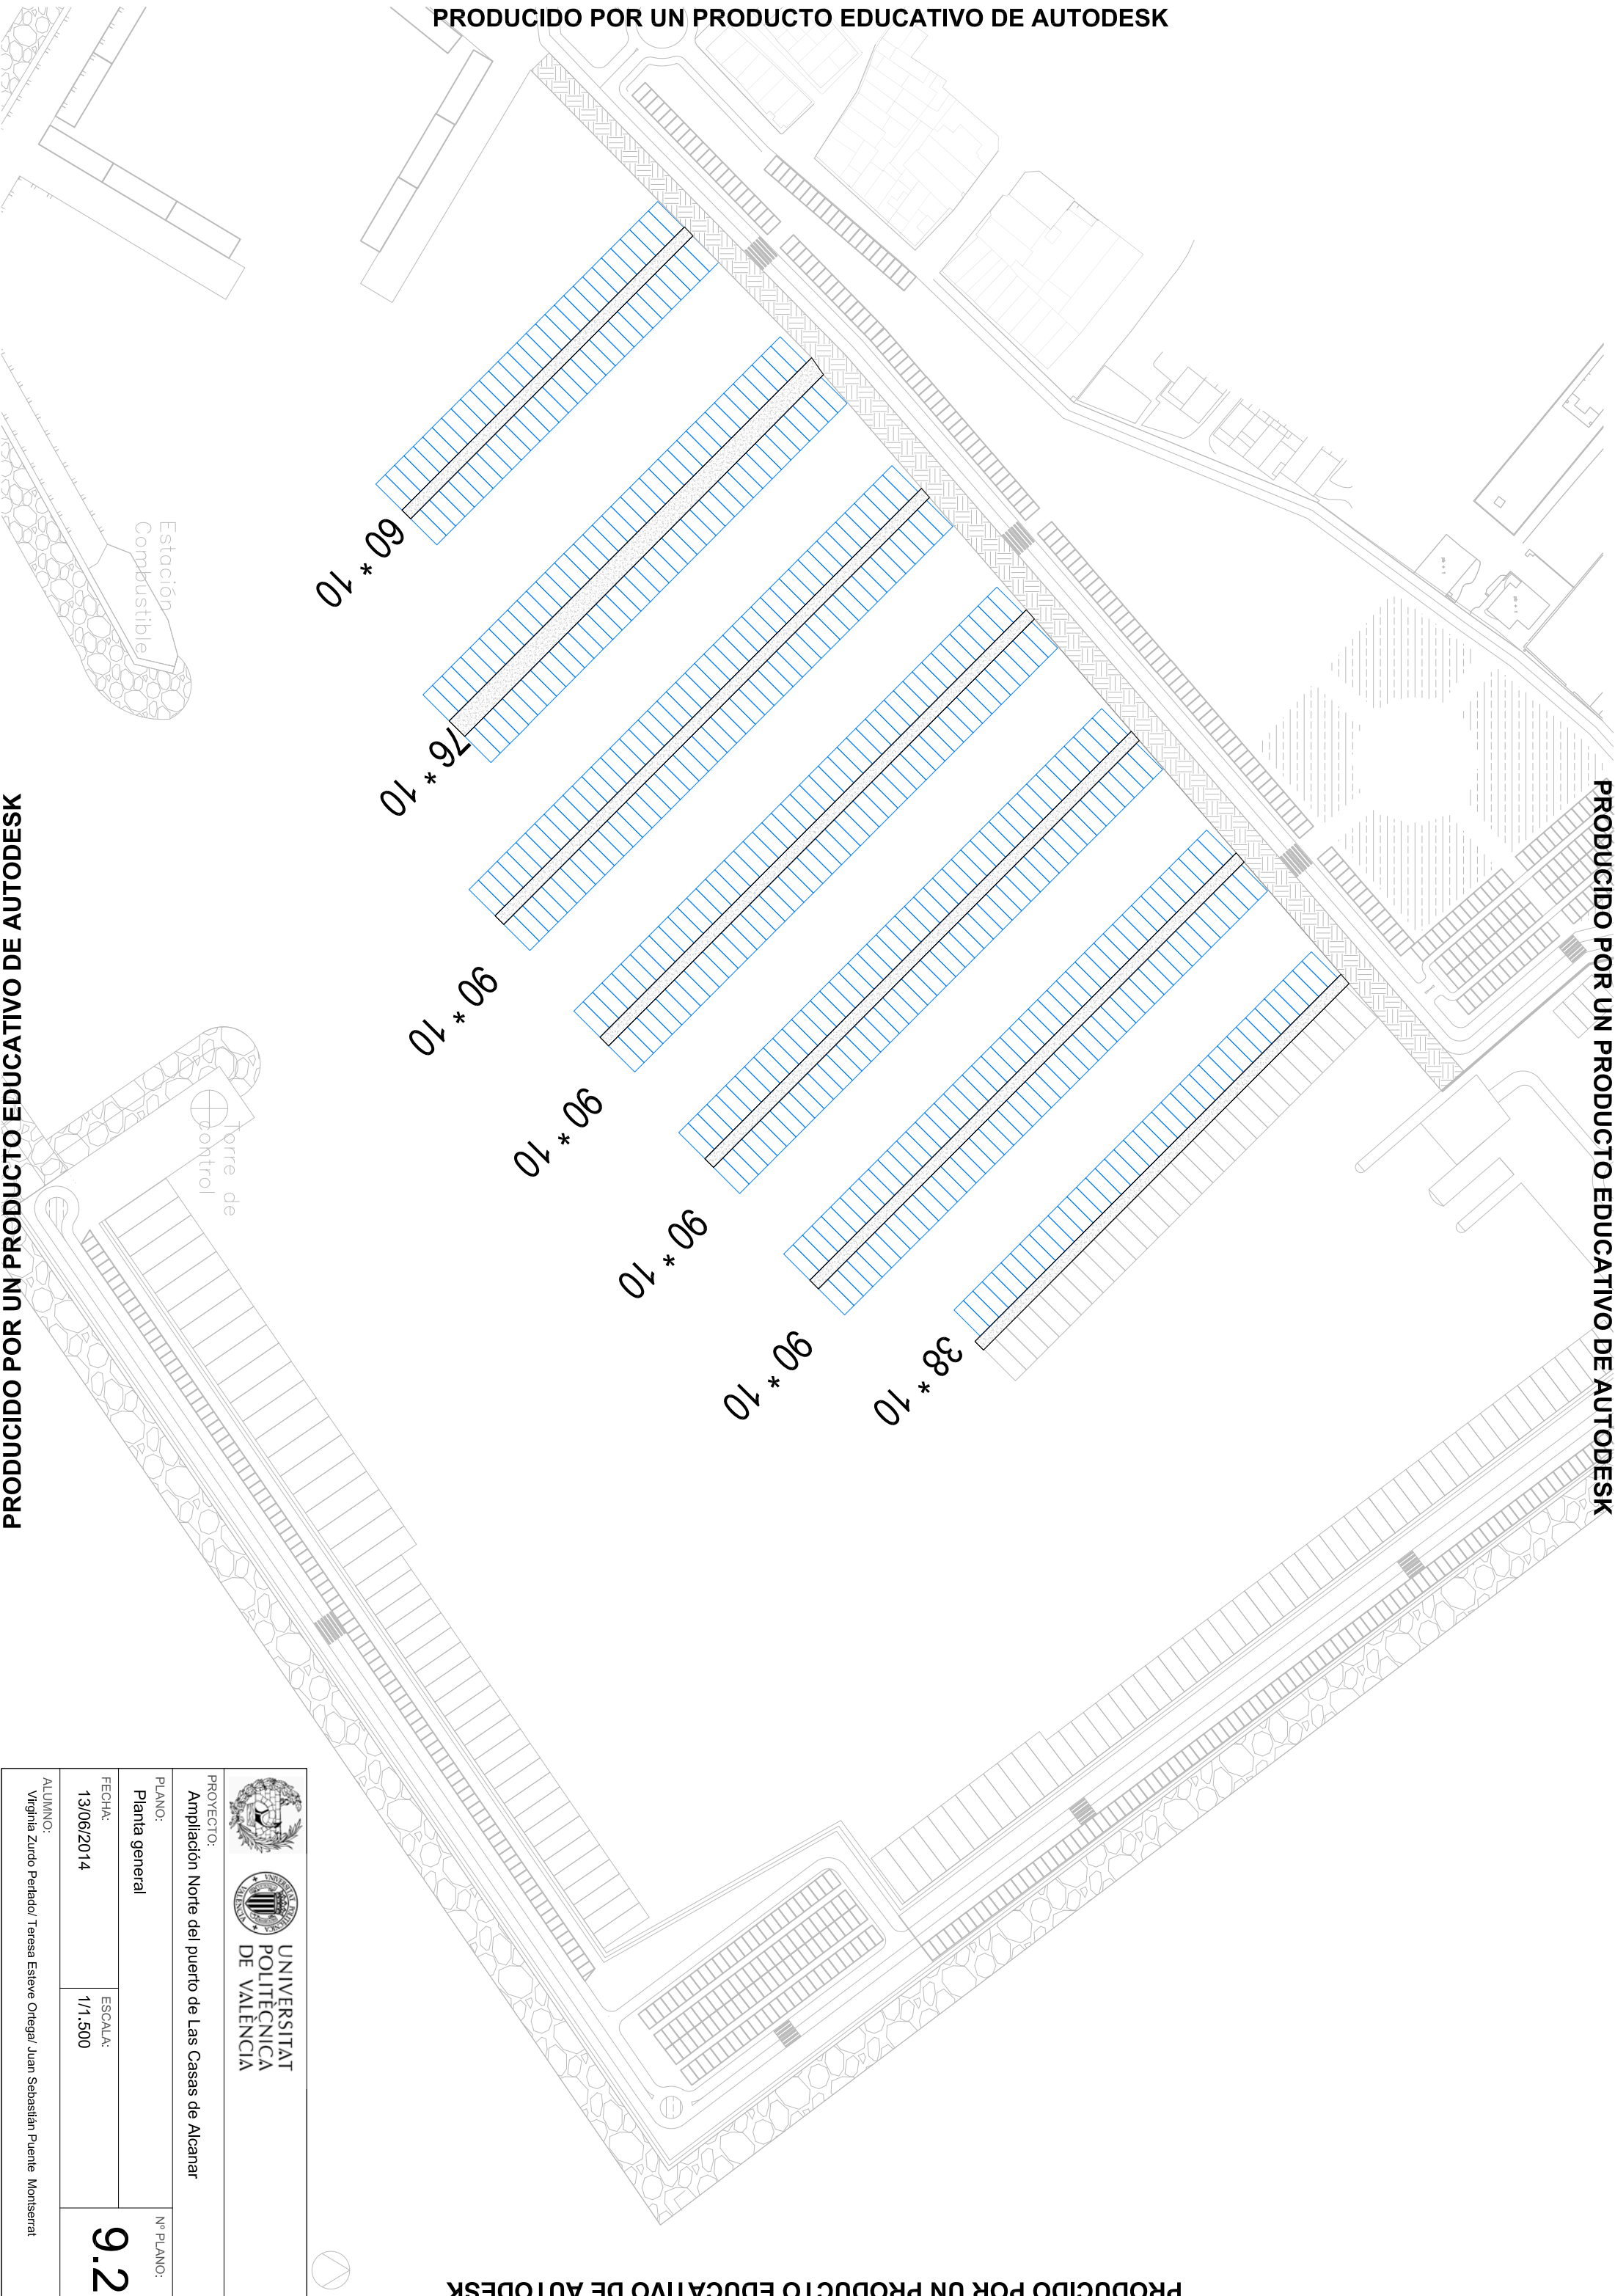 PRODUCIDO POR UN PRODUCTO EDUCATIVO DE AUTODESK
PRODUCIDO POR UN PRODUCTO EDUCATIVO DE AUTODESK
PRODUCIDO POR UN PRODUCTO EDUCATIVO DE AUTODESK
60 * 10
76 * 10
90 * 10
90 * 10
90 * 10
90 * 10
38 * 10
Estación
Combustible
Torre de
Control
UNIVERSITAT
POLITÈCNICA
DE VALÈNCIA
PROYECTO:
Ampliación Norte del puerto de Las Casas de Alcanar
PLANO:
Planta general
Nº PLANO:
9.2
FECHA:
13/06/2014
ESCALA:
1/1.500
ALUMNO:
Virginia Zurdo Perlado/ Teresa Esteve Ortega/ Juan Sebastián Puente Montserrat
PRODUCIDO POR UN PRODUCTO EDUCATIVO DE AUTODESK